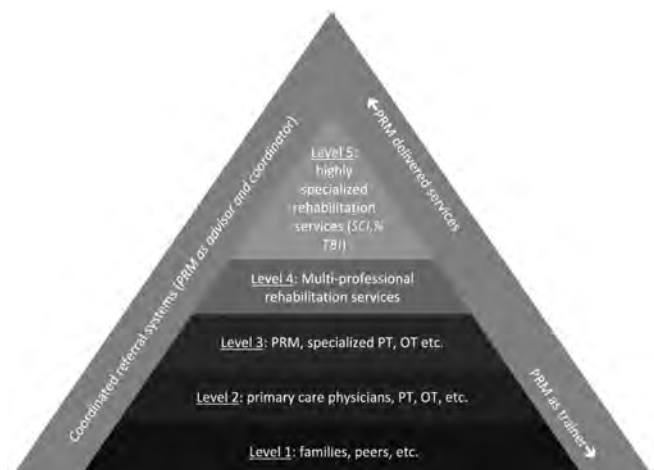 Level 5:
highly
specialized
rehabilitation
services (SCI,%
TBI)
Level 4: Multi-professional
rehabilitation services
Level 3: PRM, specialized PT, OT etc.
Level 2: primary care physicians, PT, OT, etc.
Level 1: families, peers, etc.
Coordinated referral systems (PRM as advisor and coordinator)
PRM delivered services
PRM as trainer